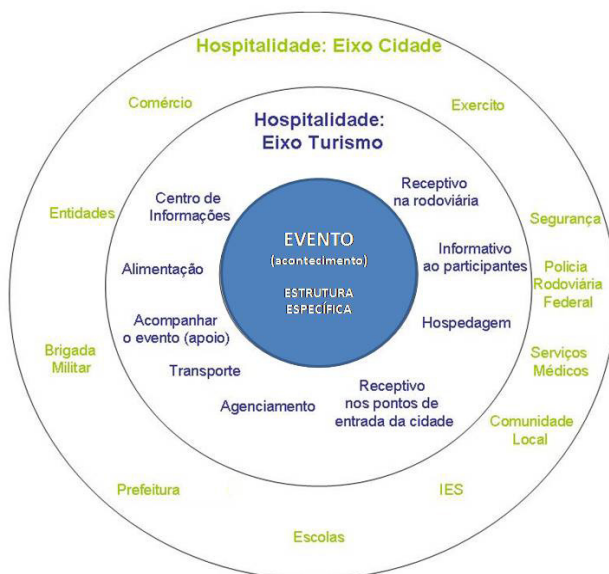 Hospitalidade: Eixo Cidade
Comércio
Exercito
Hospitalidade:
Eixo Turismo
Centro de
Informações
Receptivo
na rodoviária
Entidades
Segurança
EVENTO
(acontecimento)
ESTRUTURA
ESPECÍFICA
Alimentação
Informativo
ao participantes
Policia
Rodoviária
Federal
Acompanhar
o evento (apoio)
Hospedagem
Brigada
Militar
Serviços
Médicos
Transporte
Agenciamento
Receptivo
nos pontos de
entrada da cidade
Comunidade
Local
Prefeitura
IES
Escolas